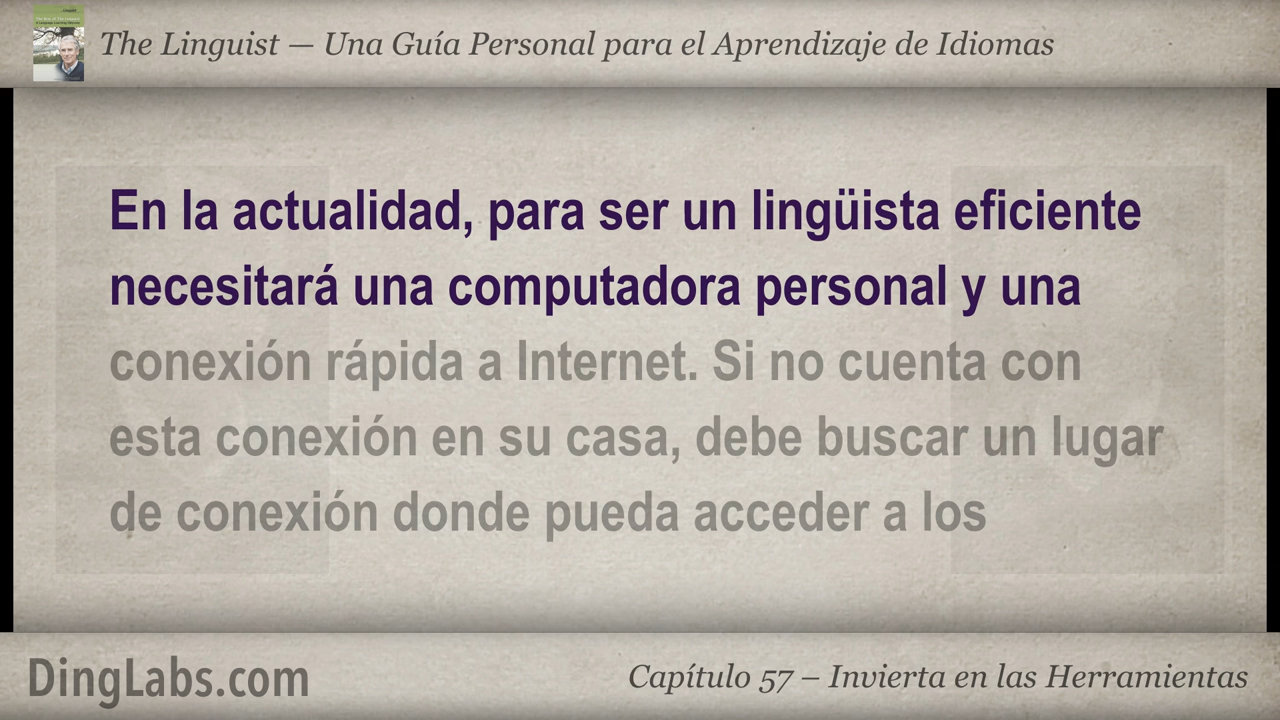 The Linguist — Una Guía Personal para el Aprendizaje de Idiomas
En la actualidad, para ser un lingüista eficiente
necesitará una computadora personal y una
conexión rápida a Internet. Si no cuenta con
esta conexión en su casa, debe buscar un lugar
de conexión donde pueda acceder a los
DingLabs.com
Capítulo 57 – Invierta en las Herramientas